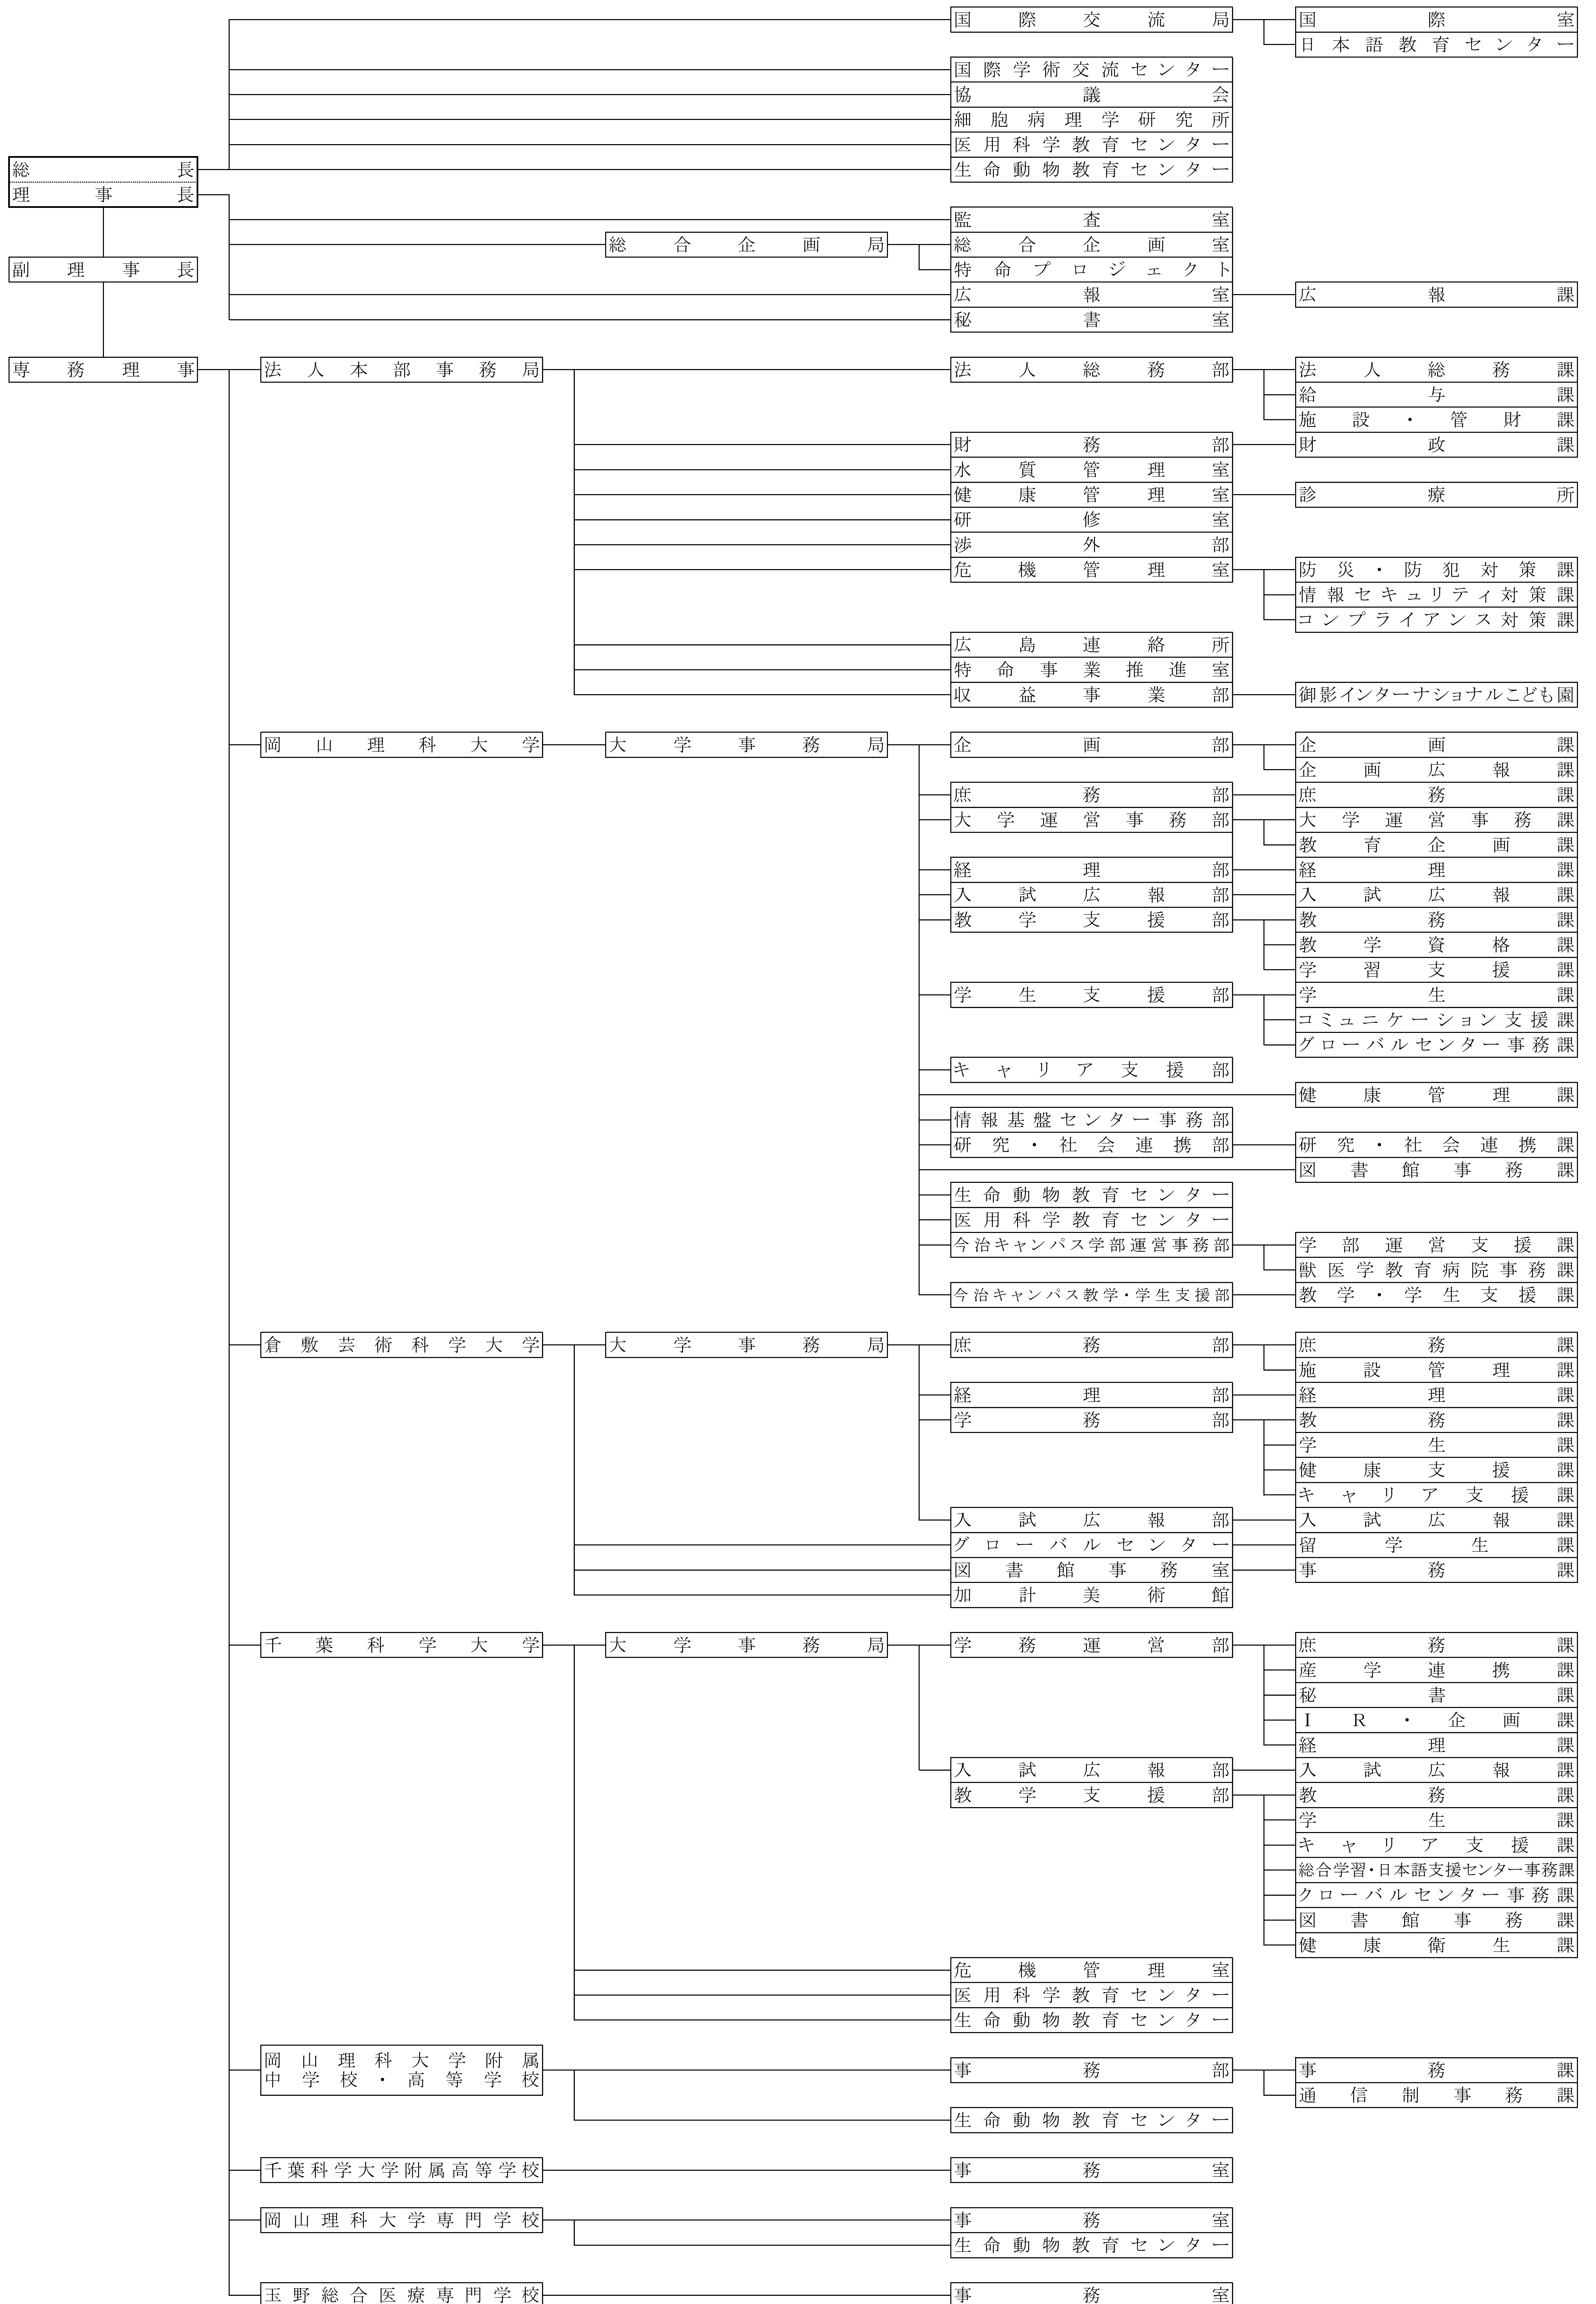 国際交流局 国際室
日本語教育センター
国際学術交流センター
協議会
細胞病理学研究所
医用科学教育センター
総長 生命動物教育センター
理事長
監査室
総合企画局 総合企画室
副理事長 特命プロジェクト
広報室 広報課
秘書室
専務理事 法人本部事務局 法人総務部 法人総務課
給与課
施設・管財課
財務部 財政課
水質管理室
健康管理室 診療所
研修室
渉外部
危機管理室 防災・防犯対策課
情報セキュリティ対策課
コンプライアンス対策課
広島連絡所
特命事業推進室
収益事業部 御影インターナショナルこども園
岡山理科大学 大学事務局 企画部 企画課
企画広報課
庶務部 庶務課
大学運営事務部 大学運営事務課
教育企画課
経理部 経理課
入試広報部 入試広報課
教学支援部 教務課
教学資格課
学習支援課
学生支援部 学生課
コミュニケーション支援課
グローバルセンター事務課
キャリア支援部
健康管理課
情報基盤センター事務部
研究・社会連携部 研究・社会連携課
図書館事務課
生命動物教育センター
医用科学教育センター
今治キャンパス学部運営事務部 学部運営支援課
獣医学教育病院事務課
今治キャンパス教学・学生支援部 教学・学生支援課
倉敷芸術科学大学 大学事務局 庶務部 庶務課
施設管理課
経理部 経理課
学務部 教務課
学生課
健康支援課
キャリア支援課
入試広報部 入試広報課
グローバルセンター 留学生課
図書館事務室 事務課
加計美術館
千葉科学大学 大学事務局 学務運営部 庶務課
産学連携課
秘書課
IR・企画課
経理課
入試広報部 入試広報課
教学支援部 教務課
学生課
キャリア支援課
総合学習・日本語支援センター事務課
クローバルセンター事務課
図書館事務課
健康衛生課
危機管理室
医用科学教育センター
生命動物教育センター
岡山理科大学附属
中学校・高等学校 事務部 事務課
通信制事務課
生命動物教育センター
千葉科学大学附属高等学校 事務室
岡山理科大学専門学校 事務室
生命動物教育センター
玉野総合医療専門学校 事務室